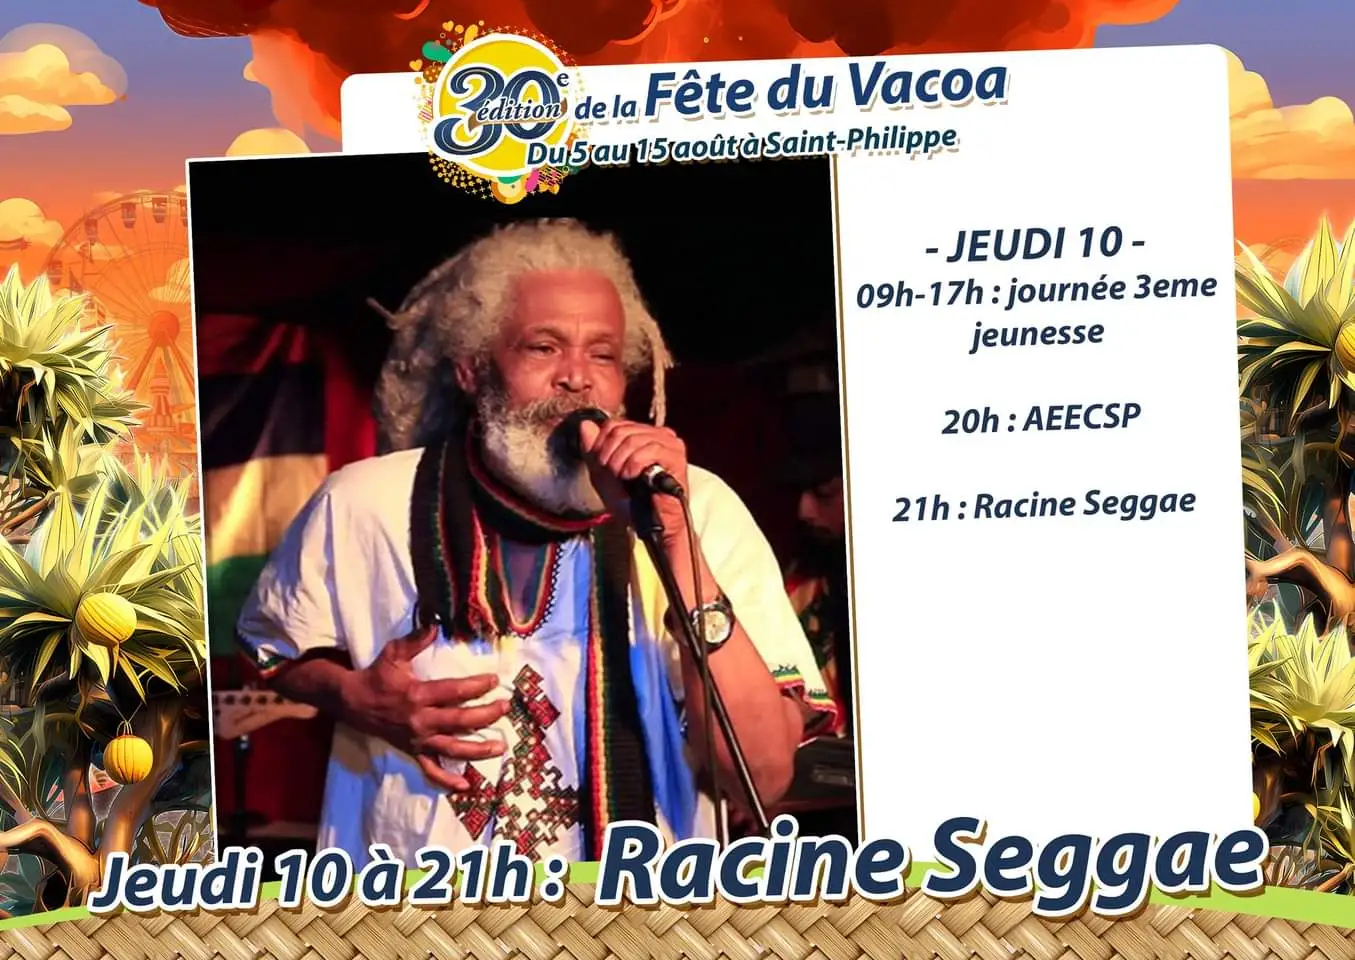 30e édition de la Fête du Vacoa
Du 5 au 15 août à Saint-Philippe
- JEUDI 10 -
09h-17h : journée 3eme
jeunesse
20h : AEECSP
21h : Racine Seggae
Jeudi 10 à 21h : Racine Seggae